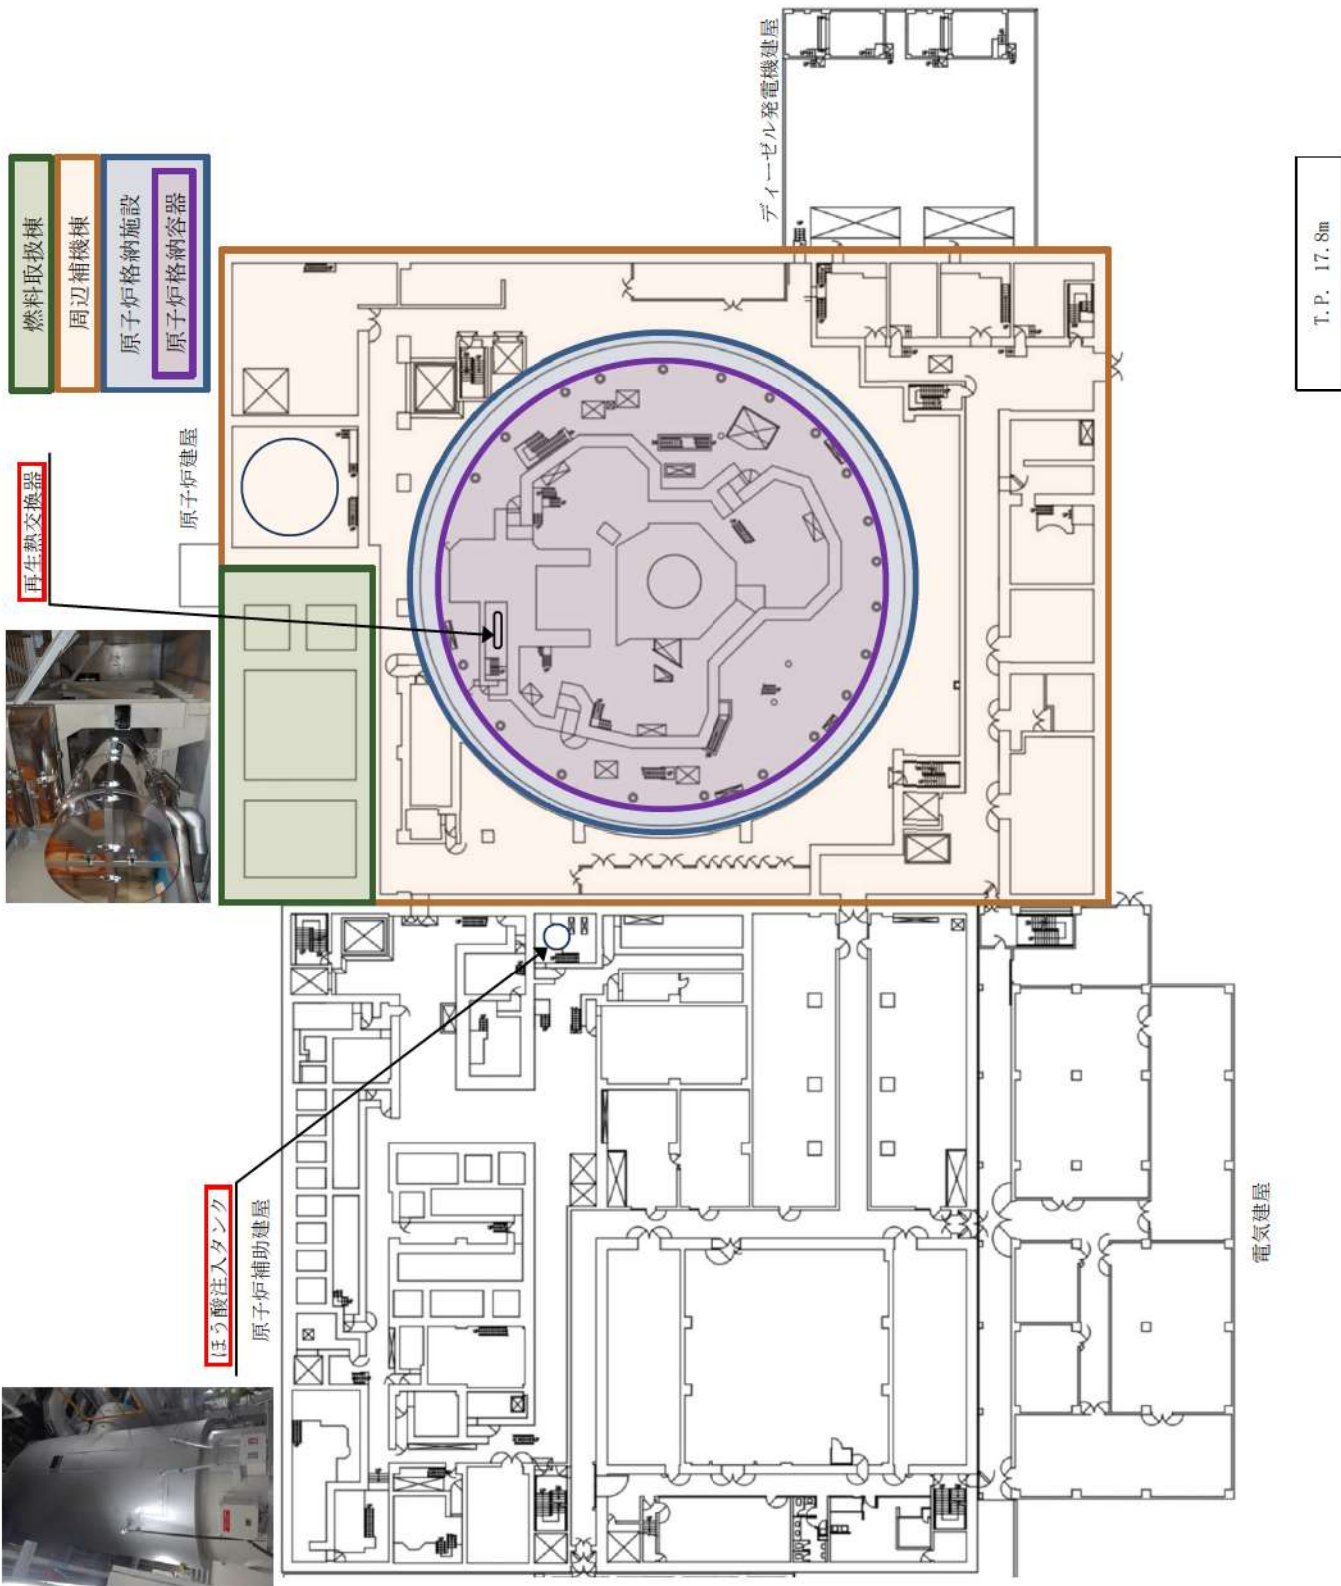 燃料取扱棟
周辺補機棟
原子炉格納施設
原子炉格納容器
再生熱交換器
原子炉建屋
ディーゼル発電機建屋
ほう酸注入タンク
原子炉補助建屋
電気建屋
T.P. 17.8m